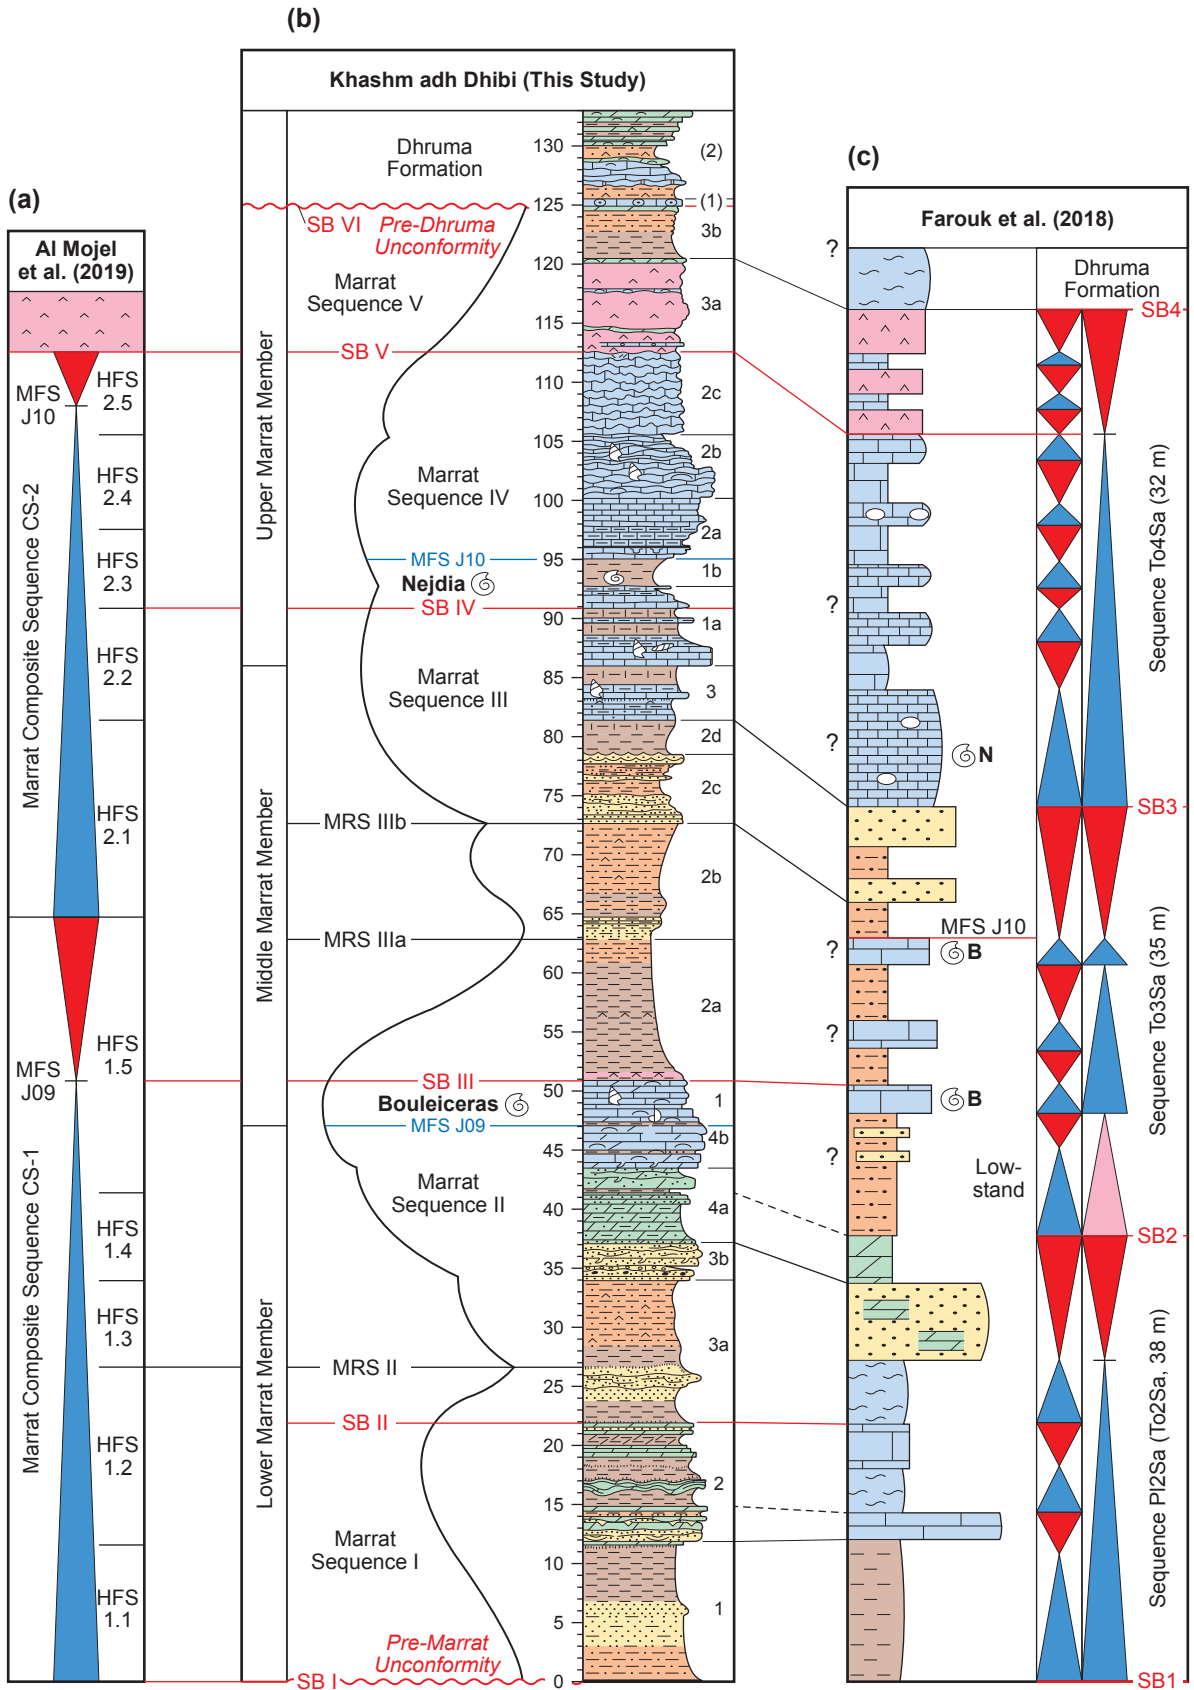 (a)
Al Mojel
et al. (2019)
MFS
J10
HFS
2.5
HFS
2.4
HFS
2.3
HFS
2.2
HFS
2.1
Marrat Composite Sequence CS-2
MFS
J09
HFS
1.5
HFS
1.4
HFS
1.3
HFS
1.2
HFS
1.1
Marrat Composite Sequence CS-1
(b)
Khashm adh Dhibi (This Study)
Dhruma
Formation
SB VI
Pre-Dhruma
Unconformity
Marrat
Sequence V
SB V
Upper Marrat Member
Marrat
Sequence IV
MFS J10
Nejdia
SB IV
Marrat
Sequence III
Middle Marrat Member
MRS IIIb
MRS IIIa
SB III
Bouleiceras
MFS J09
Marrat
Sequence II
Lower Marrat Member
MRS II
SB II
Marrat
Sequence I
Pre-Marrat
Unconformity
SB I
130
125
120
115
110
105
100
95
90
85
80
75
70
65
60
55
50
45
40
35
30
25
20
15
10
5
0
(2)
(1)
3b
3a
2c
2b
2a
1b
1a
3
2d
2c
2b
2a
1
4b
4a
3b
3a
2
1
(c)
Farouk et al. (2018)
?
Dhruma
Formation
SB4
?
?
N
Sequence To4Sa (32 m)
SB3
MFS J10
?
B
?
B
Sequence To3Sa (35 m)
?
Low-
stand
SB2
Sequence Pl2Sa (To2Sa, 38 m)
SB1